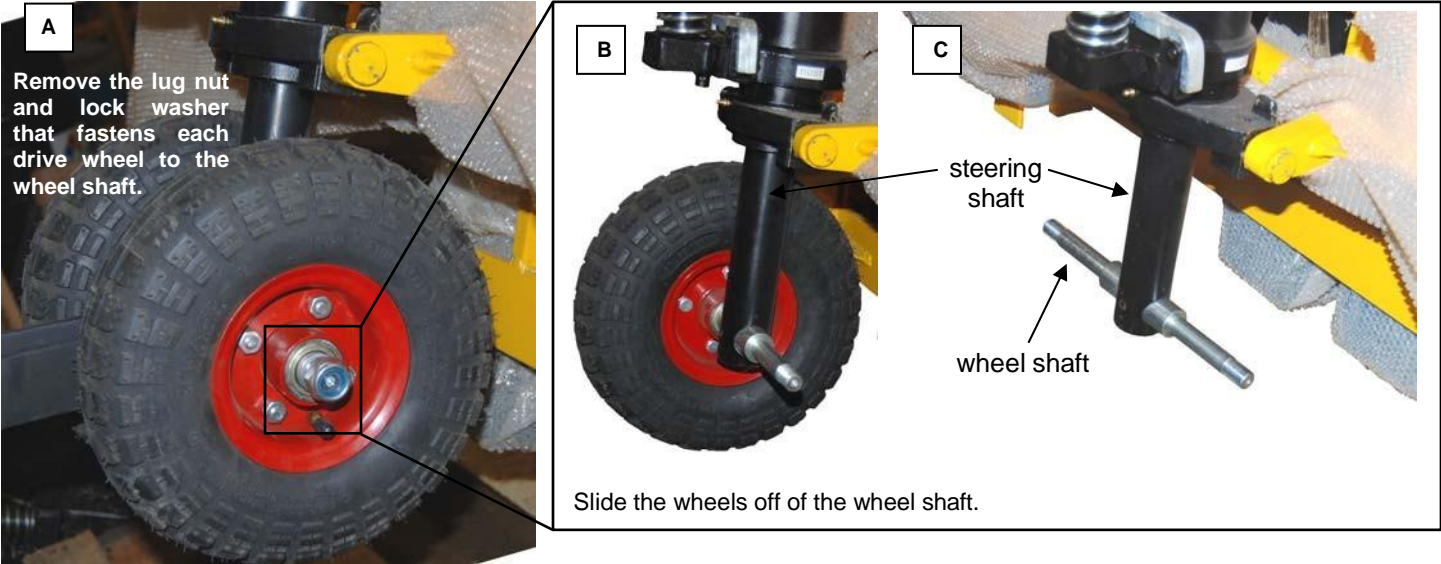 A
Remove the lug nut
and lock washer
that fastens each
drive wheel to the
wheel shaft.
B
C
steering
shaft
wheel shaft
Slide the wheels off of the wheel shaft.